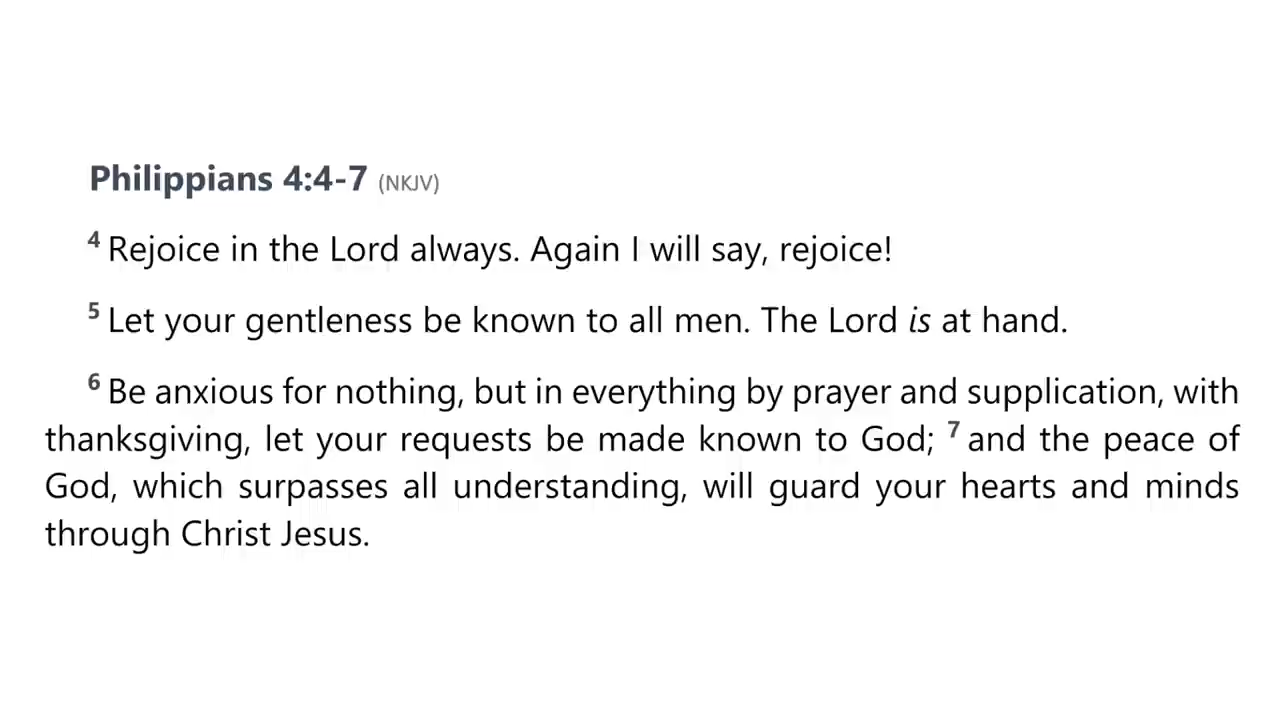 Philippians 4:4-7 (NKJV)
4 Rejoice in the Lord always. Again I will say, rejoice!
5 Let your gentleness be known to all men. The Lord is at hand.
6 Be anxious for nothing, but in everything by prayer and supplication, with
thanksgiving, let your requests be made known to God; 7 and the peace of
God, which surpasses all understanding, will guard your hearts and minds
through Christ Jesus.